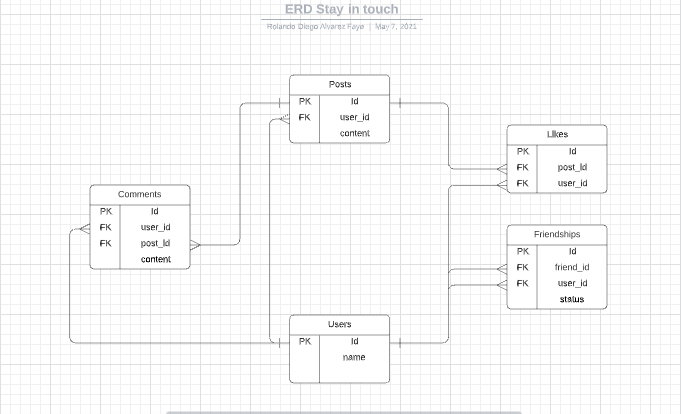 ERD Stay in touch
Rolando Diego Alvarez Faye | May 7, 2021
Posts
PK Id
FK user_id
content
Likes
PK Id
FK post_Id
FK user_id
Comments
PK Id
FK user_id
FK post_Id
content
Friendships
PK Id
FK friend_id
FK user_id
status
Users
PK Id
name